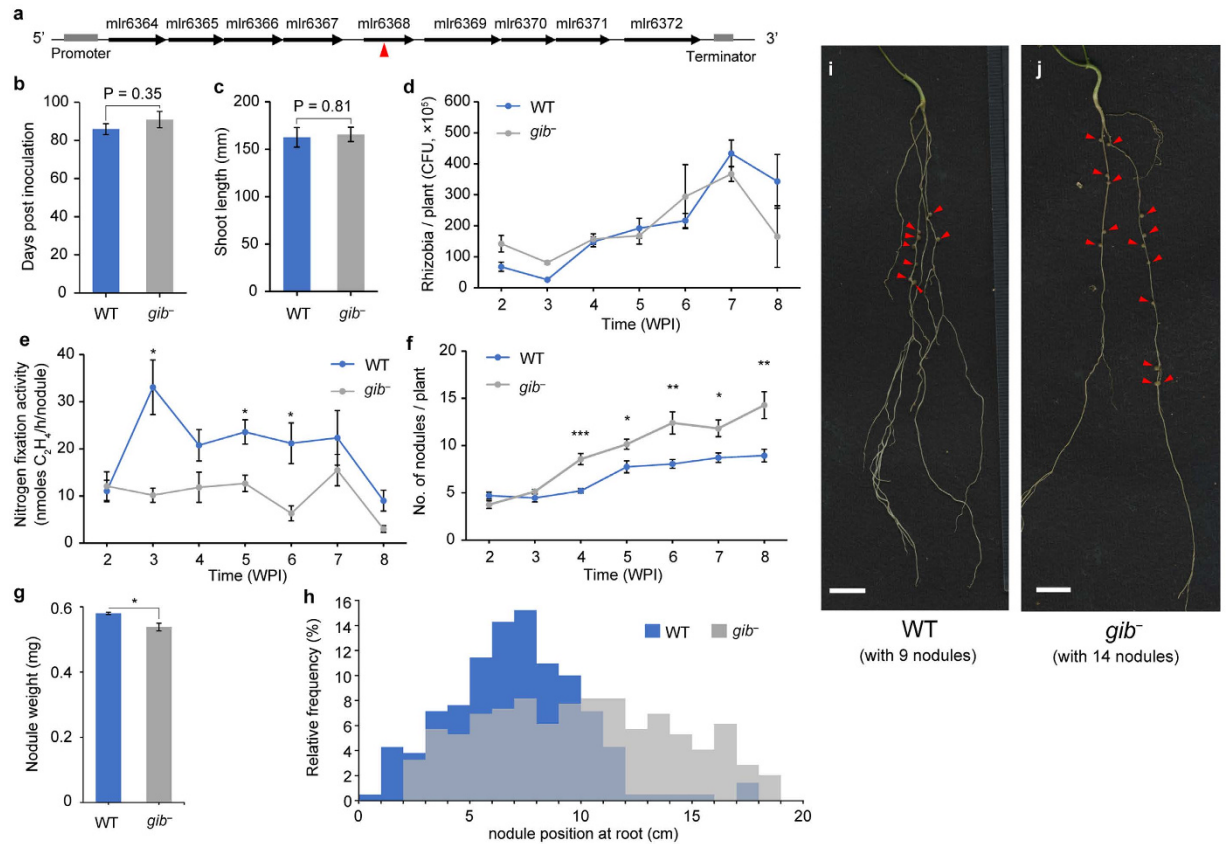 a
mlr6364 mlr6365 mlr6366 mlr6367 mlr6368 mlr6369 mlr6370 mlr6371 mlr6372
5' 3'
Promoter Terminator
b
P = 0.35
Days post inoculation
100
80
60
40
20
0
WT gib⁻
c
P = 0.81
Shoot length (mm)
200
150
100
50
0
WT gib⁻
d
WT
gib⁻
Rhizobia / plant (CFU, ×10⁵)
600
500
400
300
200
100
0
2 3 4 5 6 7 8
Time (WPI)
e
WT
gib⁻
Nitrogen fixation activity
(nmoles C₂H₄/h/nodule)
40
30
20
10
0
* * *
2 3 4 5 6 7 8
Time (WPI)
f
WT
gib⁻
No. of nodules / plant
20
15
10
5
0
*** * ** * **
2 3 4 5 6 7 8
Time (WPI)
g
*
Nodule weight (mg)
0.6
0.4
0.2
0
WT gib⁻
h
WT gib⁻
Relative frequency (%)
16
14
12
10
8
6
4
2
0
0 5 10 15 20
nodule position at root (cm)
i
WT
(with 9 nodules)
j
gib⁻
(with 14 nodules)